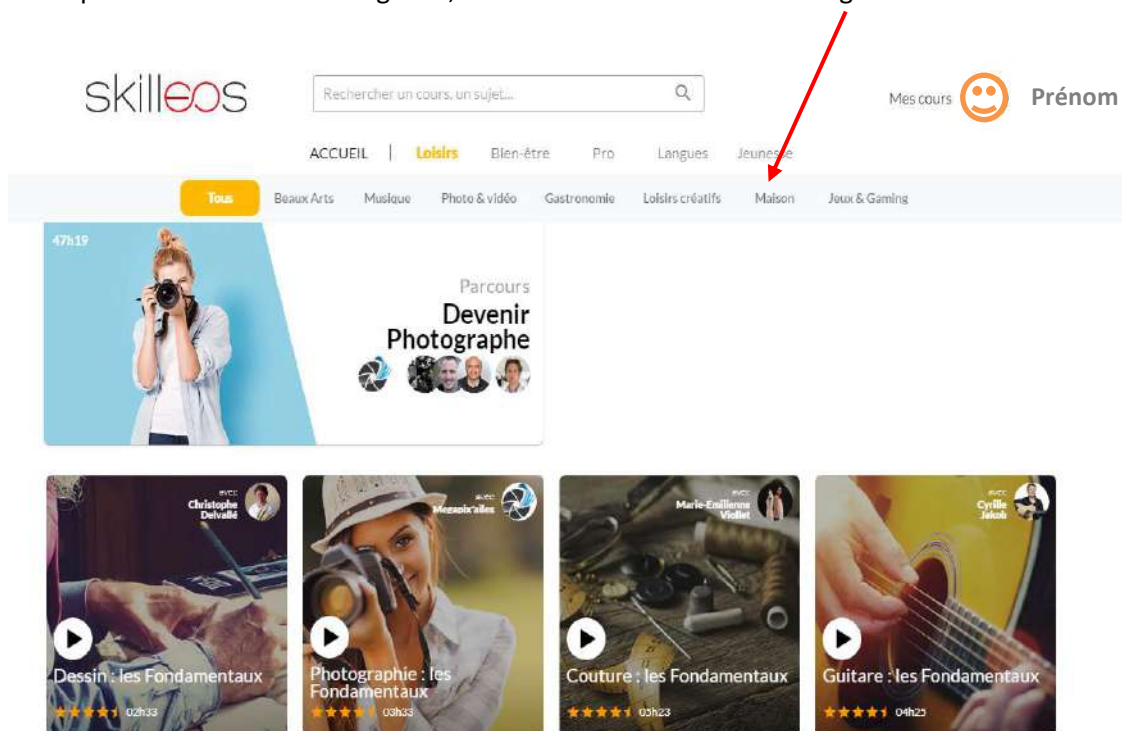 skilleos
Rechercher un cours, un sujet...
Mes cours
Prénom
ACCUEIL | Loisirs Bien-être Pro Langues Jeunesse
Tous Beaux Arts Musique Photo & vidéo Gastronomie Loisirs créatifs Maison Jeux & Gaming
47h19
Parcours
Devenir
Photographe
avec
Christophe
Delvallé
Dessin : les Fondamentaux
02h33
avec
Megapix'ailes
Photographie : les
Fondamentaux
03h33
avec
Marie-Emilienne
Viollet
Couture : les Fondamentaux
05h23
avec
Cyrille
Jakob
Guitare : les Fondamentaux
04h25